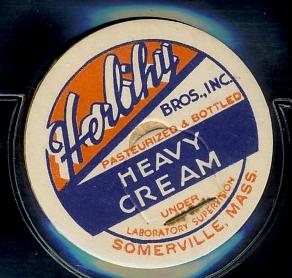 Herlihy
BROS., INC.
PASTEURIZED & BOTTLED
HEAVY
CREAM
UNDER
LABORATORY SUPERVISION
SOMERVILLE, MASS.